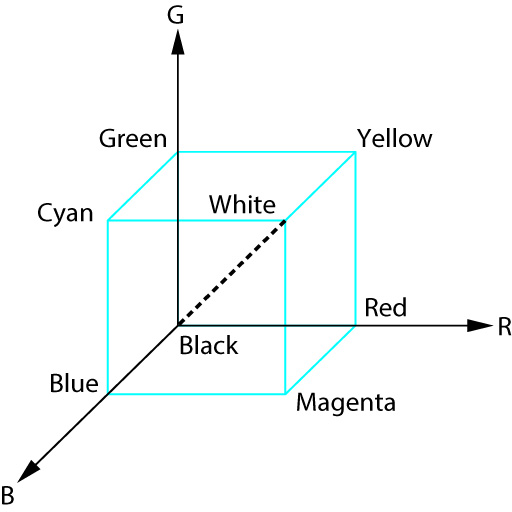 G
Green
Yellow
Cyan
White
Red
R
Black
Blue
Magenta
B